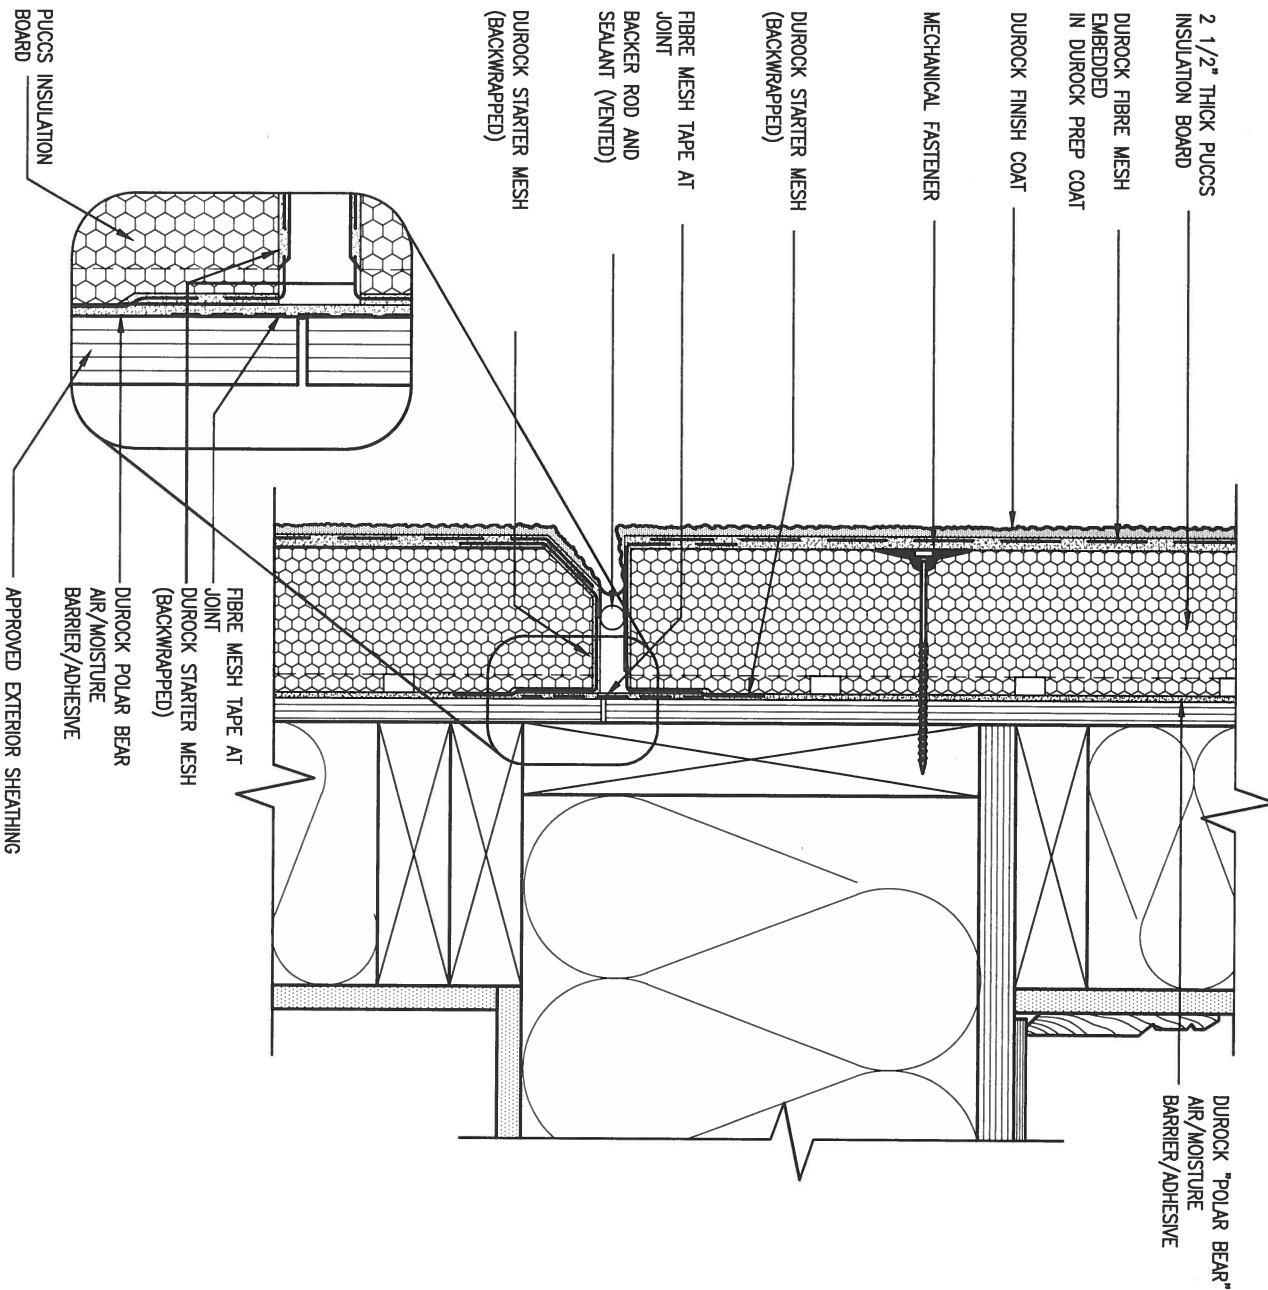 2 1/2" THICK PUCCS
INSULATION BOARD
DUROCK FIBRE MESH
EMBEDDED
IN DUROCK PREP COAT
DUROCK FINISH COAT
MECHANICAL FASTENER
DUROCK STARTER MESH
(BACKWRAPPED)
FIBRE MESH TAPE AT
JOINT
BACKER ROD AND
SEALANT (VENTED)
DUROCK STARTER MESH
(BACKWRAPPED)
PUCCS INSULATION
BOARD
DUROCK "POLAR BEAR"
AIR/MOISTURE
BARRIER/ADHESIVE
FIBRE MESH TAPE AT
JOINT
DUROCK STARTER MESH
(BACKWRAPPED)
DUROCK POLAR BEAR
AIR/MOISTURE
BARRIER/ADHESIVE
APPROVED EXTERIOR SHEATHING